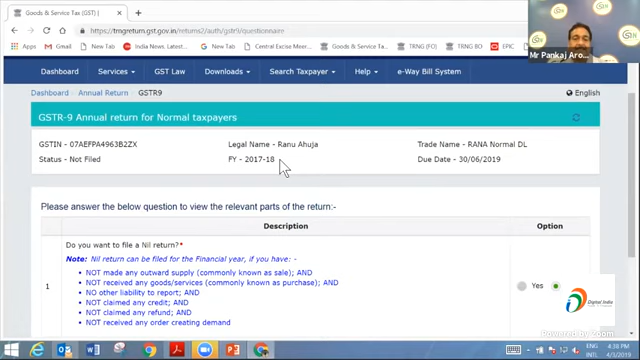 Goods & Service Tax (GST) | User
https://trngreturn.gst.gov.in/returns2/auth/gstr9/questionnaire
Apps
Yahoo
India News, Latest
Central Excise Meer
Goods & Service Ta
TRNG (FO)
TRNG BO
EPIC
GSTN
Mr Pankaj Aro...
Dashboard Services GST Law Downloads Search Taxpayer Help e-Way Bill System
Dashboard Annual Return GSTR9 English
GSTR-9 Annual return for Normal taxpayers
GSTIN - 07AEFPA4963B2ZX Legal Name - Ranu Ahuja Trade Name - RANA Normal DL
Status - Not Filed FY - 2017-18 Due Date - 30/06/2019
Please answer the below question to view the relevant parts of the return:-
Description Option
Do you want to file a Nil return?*
Note: Nil return can be filed for the Financial year, if you have: -
• NOT made any outward supply (commonly known as sale); AND
• NOT received any goods/services (commonly known as purchase); AND
• NO other liability to report; AND
• NOT claimed any credit; AND
• NOT claimed any refund; AND
• NOT received any order creating demand
1 Yes
Digital India
Powered by Zoom
ENG
INTL
4:38 PM
4/3/2019